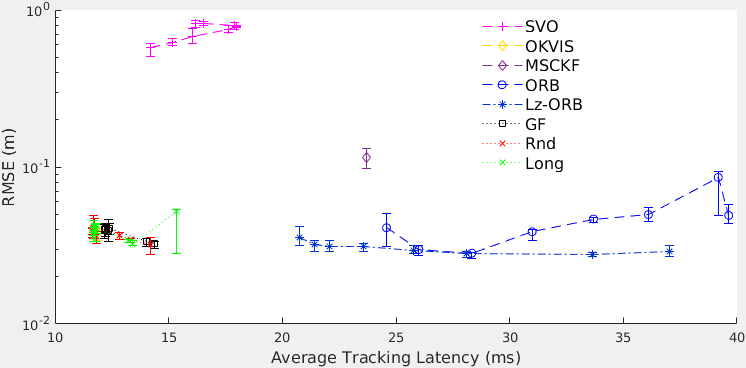 10^0
10^-1
10^-2
RMSE (m)
SVO
OKVIS
MSCKF
ORB
Lz-ORB
GF
Rnd
Long
10 15 20 25 30 35 40
Average Tracking Latency (ms)